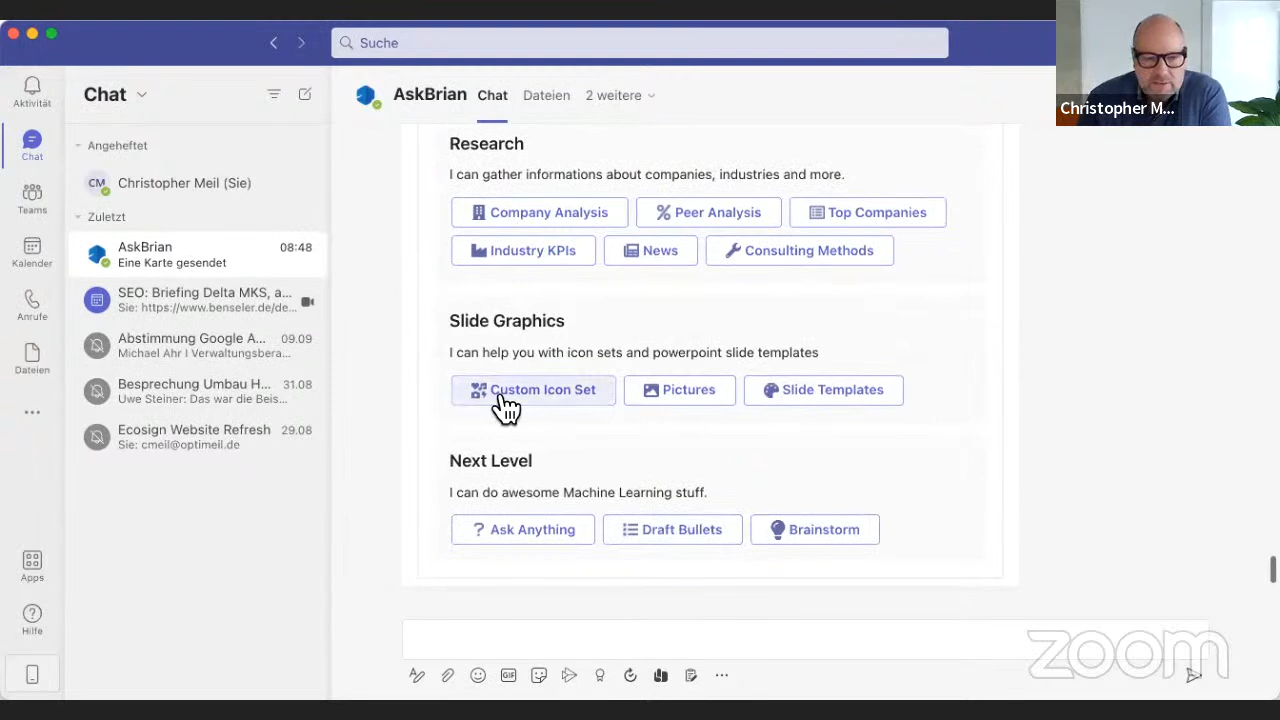 Suche
Christopher M...
Aktivität
Chat
Teams
Kalender
Anrufe
Dateien
Apps
Hilfe
Chat
Angeheftet
CM
Christopher Meil (Sie)
Zuletzt
AskBrian 08:48
Eine Karte gesendet
SEO: Briefing Delta MKS, a...
Sie: https://www.benseler.de/de...
Abstimmung Google A... 09.09
Michael Ahr I Verwaltungsbera...
Besprechung Umbau H... 31.08
Uwe Steiner: Das war die Beis...
Ecosign Website Refresh 29.08
Sie: cmeil@optimeil.de
AskBrian Chat Dateien 2 weitere
Research
I can gather informations about companies, industries and more.
Company Analysis Peer Analysis Top Companies
Industry KPIs News Consulting Methods
Slide Graphics
I can help you with icon sets and powerpoint slide templates
Custom Icon Set Pictures Slide Templates
Next Level
I can do awesome Machine Learning stuff.
? Ask Anything Draft Bullets Brainstorm
GIF
zoom